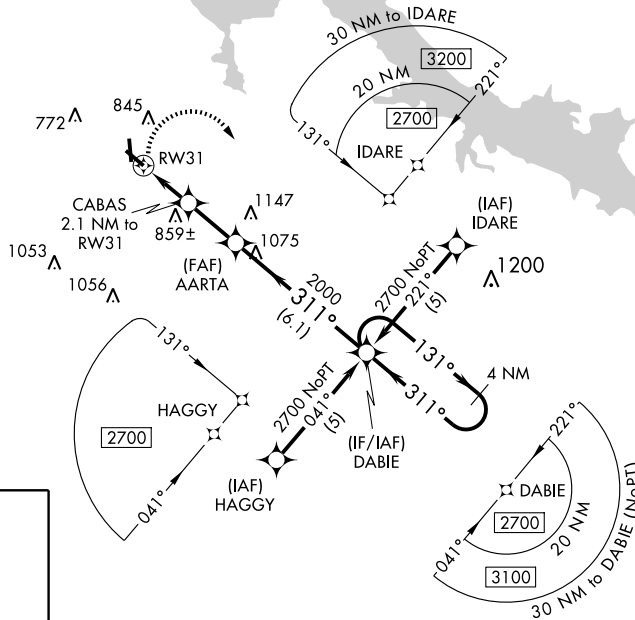 30 NM to IDARE
3200
20 NM
221°
2700
131°
IDARE
845
772
RW31
CABAS
2.1 NM to
RW31
859±
1147
1075
(FAF)
AARTA
1053
1056
(IAF)
IDARE
1200
2700 NoPT
221°
(5)
2000
311°
(6.1)
131°
4 NM
311°
2700 NoPT
041°
(5)
(IF/IAF)
DABIE
(IAF)
HAGGY
131°
HAGGY
2700
041°
221°
DABIE
2700
041°
20 NM
3100
30 NM to DABIE (NoPT)